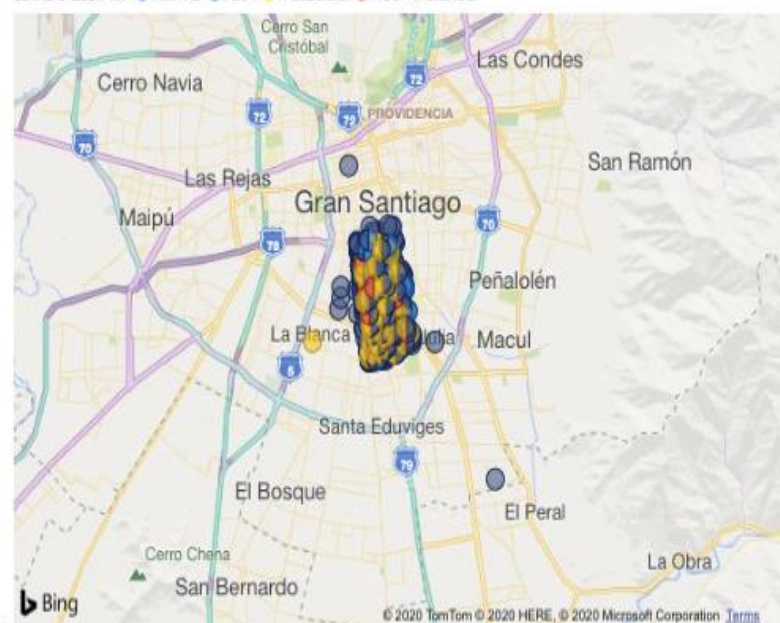 Cerro San
Cristóbal
Las Condes
Cerro Navia
72
72
70
PROVIDENCIA
70
San Ramón
Las Rejas
Gran Santiago
Maipú
70
78
Peñalolén
La Blanca
Julia
Macul
5
Santa Eduviges
79
El Bosque
El Peral
Cerro Chena
La Obra
San Bernardo
Bing
© 2020 TomTom © 2020 HERE, © 2020 Microsoft Corporation Terms